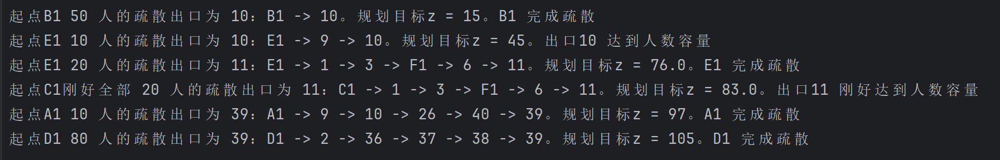 起点B1 50 人的疏散出口为 10：B1 -> 10。规划目标z = 15。B1 完成疏散
起点E1 10 人的疏散出口为 10：E1 -> 9 -> 10。规划目标z = 45。出口10 达到人数容量
起点E1 20 人的疏散出口为 11：E1 -> 1 -> 3 -> F1 -> 6 -> 11。规划目标z = 76.0。E1 完成疏散
起点C1刚好全部 20 人的疏散出口为 11：C1 -> 1 -> 3 -> F1 -> 6 -> 11。规划目标z = 83.0。出口11 刚好达到人数容量
起点A1 10 人的疏散出口为 39：A1 -> 9 -> 10 -> 26 -> 40 -> 39。规划目标z = 97。A1 完成疏散
起点D1 80 人的疏散出口为 39：D1 -> 2 -> 36 -> 37 -> 38 -> 39。规划目标z = 105。D1 完成疏散